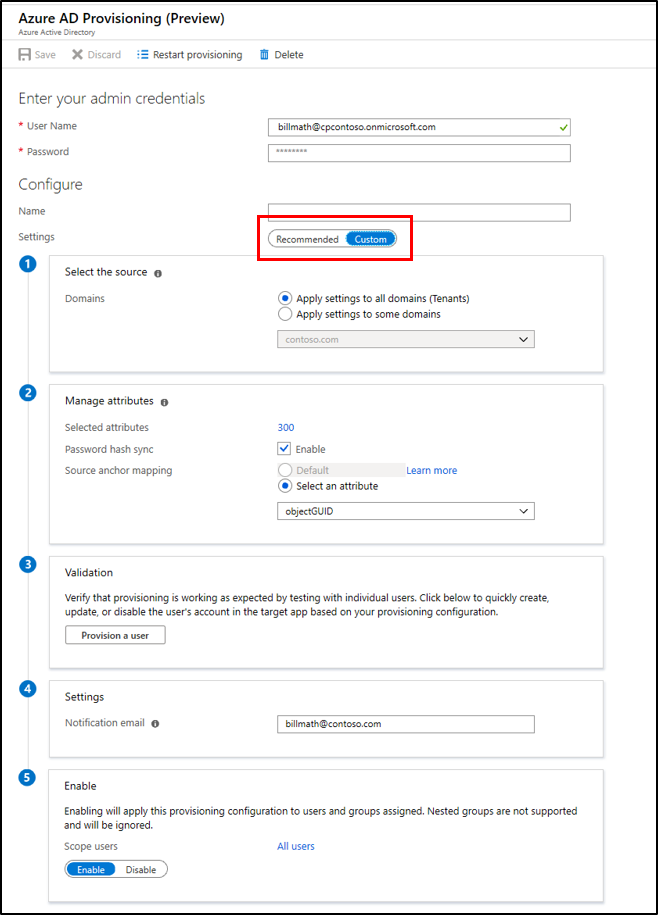 Azure AD Provisioning (Preview)
Azure Active Directory
Save Discard Restart provisioning Delete
Enter your admin credentials
* User Name billmath@cpcontoso.onmicrosoft.com
* Password ********
Configure
Name
Settings Recommended Custom
1 Select the source
Domains Apply settings to all domains (Tenants)
Apply settings to some domains
contoso.com
2 Manage attributes
Selected attributes 300
Password hash sync Enable
Source anchor mapping Default Learn more
Select an attribute
objectGUID
3 Validation
Verify that provisioning is working as expected by testing with individual users. Click below to quickly create,
update, or disable the user's account in the target app based on your provisioning configuration.
Provision a user
4 Settings
Notification email billmath@contoso.com
5 Enable
Enabling will apply this provisioning configuration to users and groups assigned. Nested groups are not supported
and will be ignored.
Scope users All users
Enable Disable